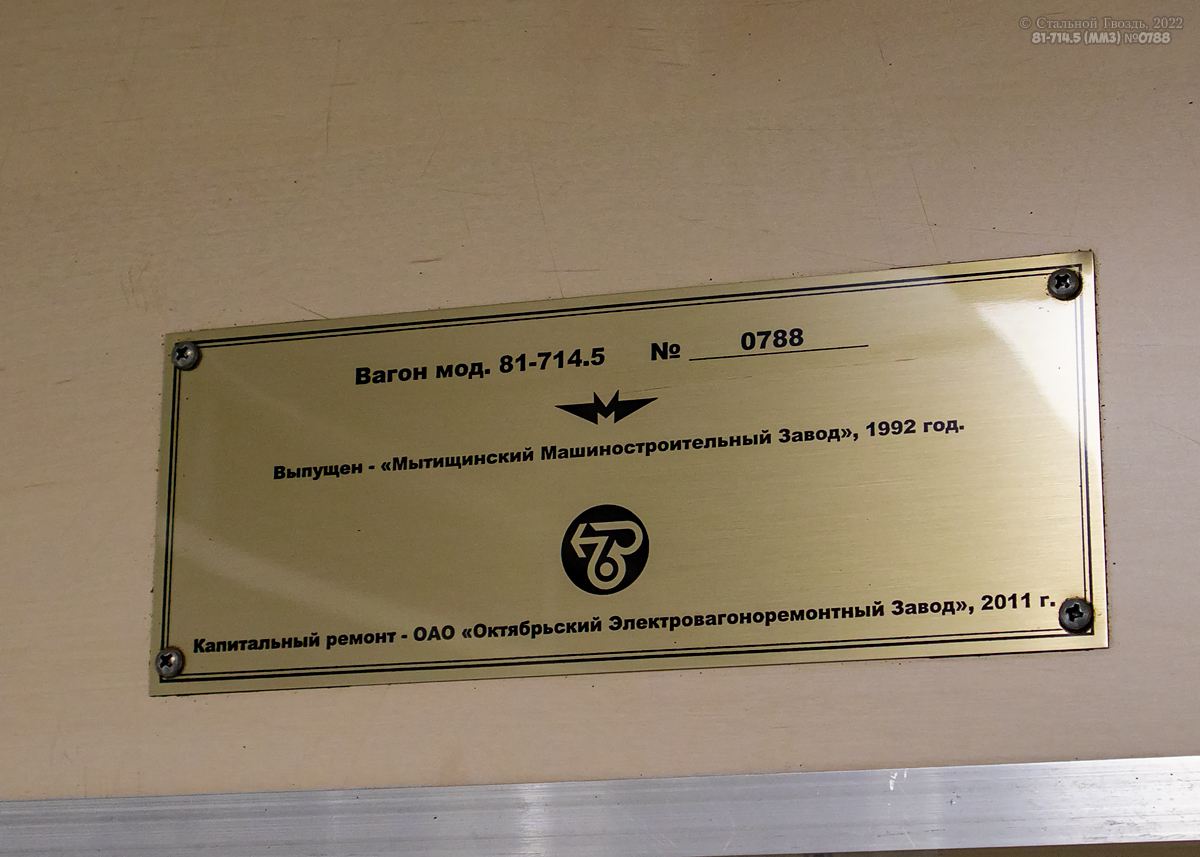 © Стальной Гвоздь, 2022
81-714.5 (ММЗ) №0788
Вагон мод. 81-714.5 № 0788
М
Выпущен - «Мытищинский Машиностроительный Завод», 1992 год.
Капитальный ремонт - ОАО «Октябрьский Электровагоноремонтный Завод», 2011 г.